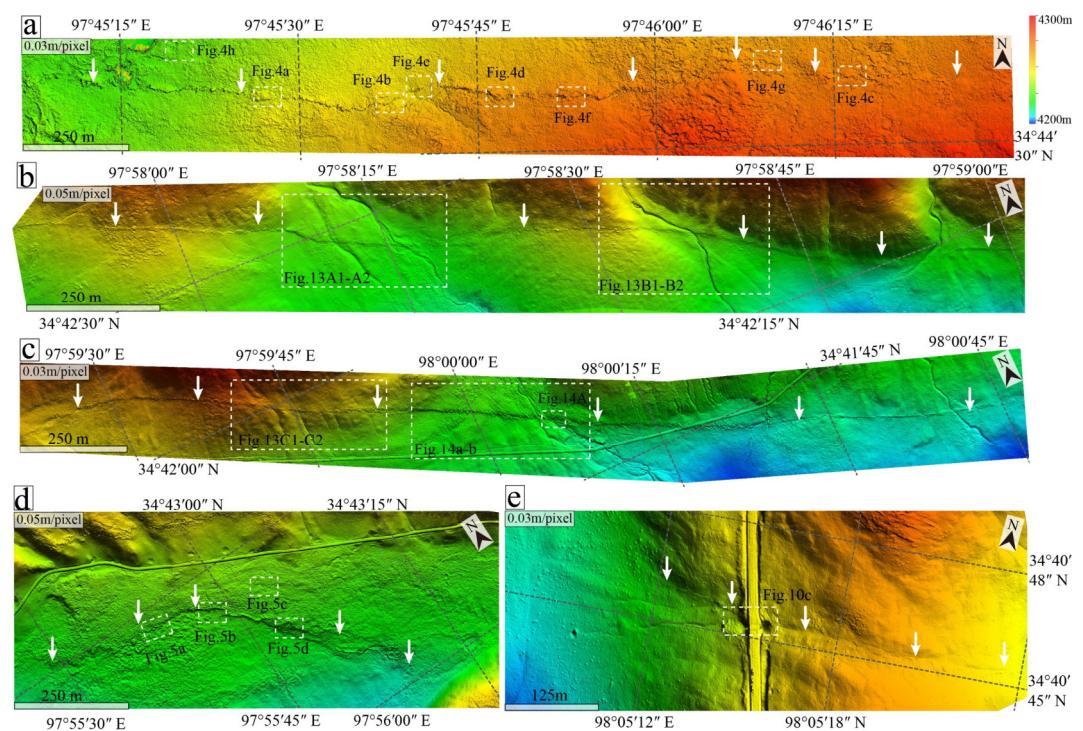 a
97°45′15″ E
97°45′30″ E
97°45′45″ E
97°46′00″ E
97°46′15″ E
0.03m/pixel
Fig.4h
Fig.4a
Fig.4b
Fig.4e
Fig.4d
Fig.4f
Fig.4g
Fig.4c
N
4300m
4200m
250 m
34°44′
30″ N
b
97°58′00″ E
97°58′15″ E
97°58′30″ E
97°58′45″ E
97°59′00″ E
0.05m/pixel
N
Fig.13A1-A2
Fig.13B1-B2
250 m
34°42′30″ N
34°42′15″ N
c
97°59′30″ E
97°59′45″ E
98°00′00″ E
98°00′15″ E
34°41′45″ N
98°00′45″ E
0.03m/pixel
N
Fig.14A
Fig.13C1-C2
Fig.14a-b
250 m
34°42′00″ N
d
34°43′00″ N
34°43′15″ N
0.05m/pixel
N
Fig.5c
Fig.5b
Fig.5a
Fig.5d
250 m
97°55′30″ E
97°55′45″ E
97°56′00″ E
e
0.03m/pixel
N
Fig.10c
34°40′
48″ N
34°40′
45″ N
125m
98°05′12″ E
98°05′18″ E